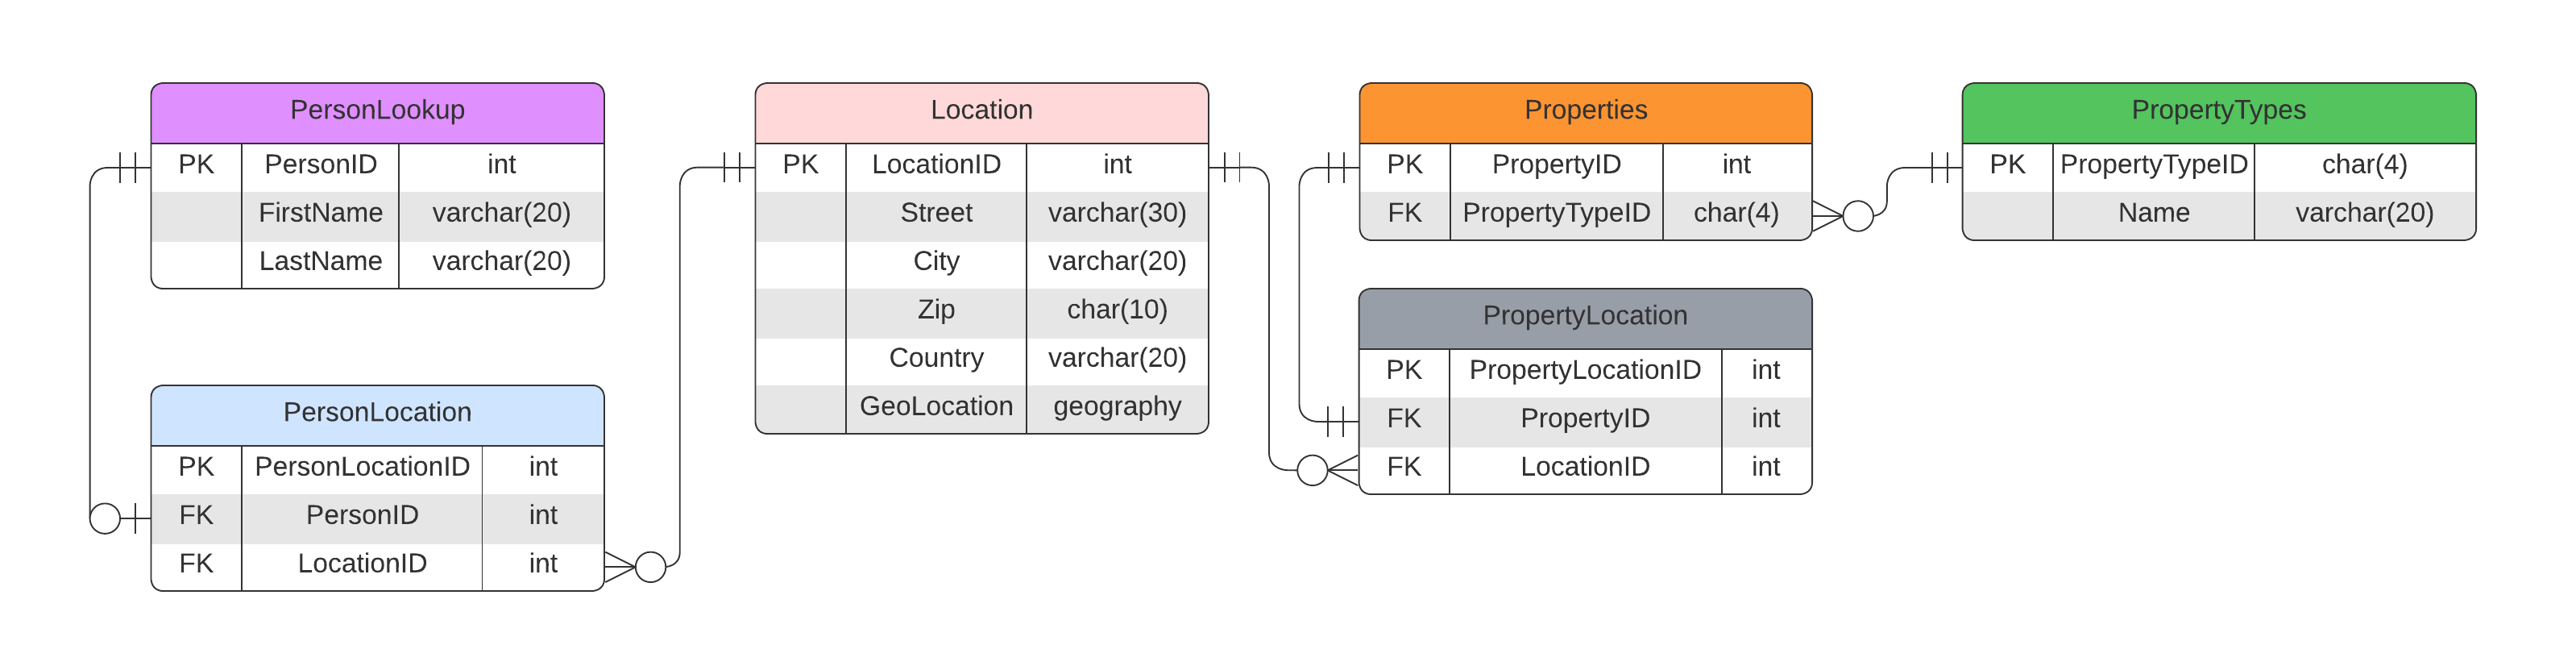 PersonLookup
PK PersonID int
FirstName varchar(20)
LastName varchar(20)
PersonLocation
PK PersonLocationID int
FK PersonID int
FK LocationID int
Location
PK LocationID int
Street varchar(30)
City varchar(20)
Zip char(10)
Country varchar(20)
GeoLocation geography
Properties
PK PropertyID int
FK PropertyTypeID char(4)
PropertyLocation
PK PropertyLocationID int
FK PropertyID int
FK LocationID int
PropertyTypes
PK PropertyTypeID char(4)
Name varchar(20)